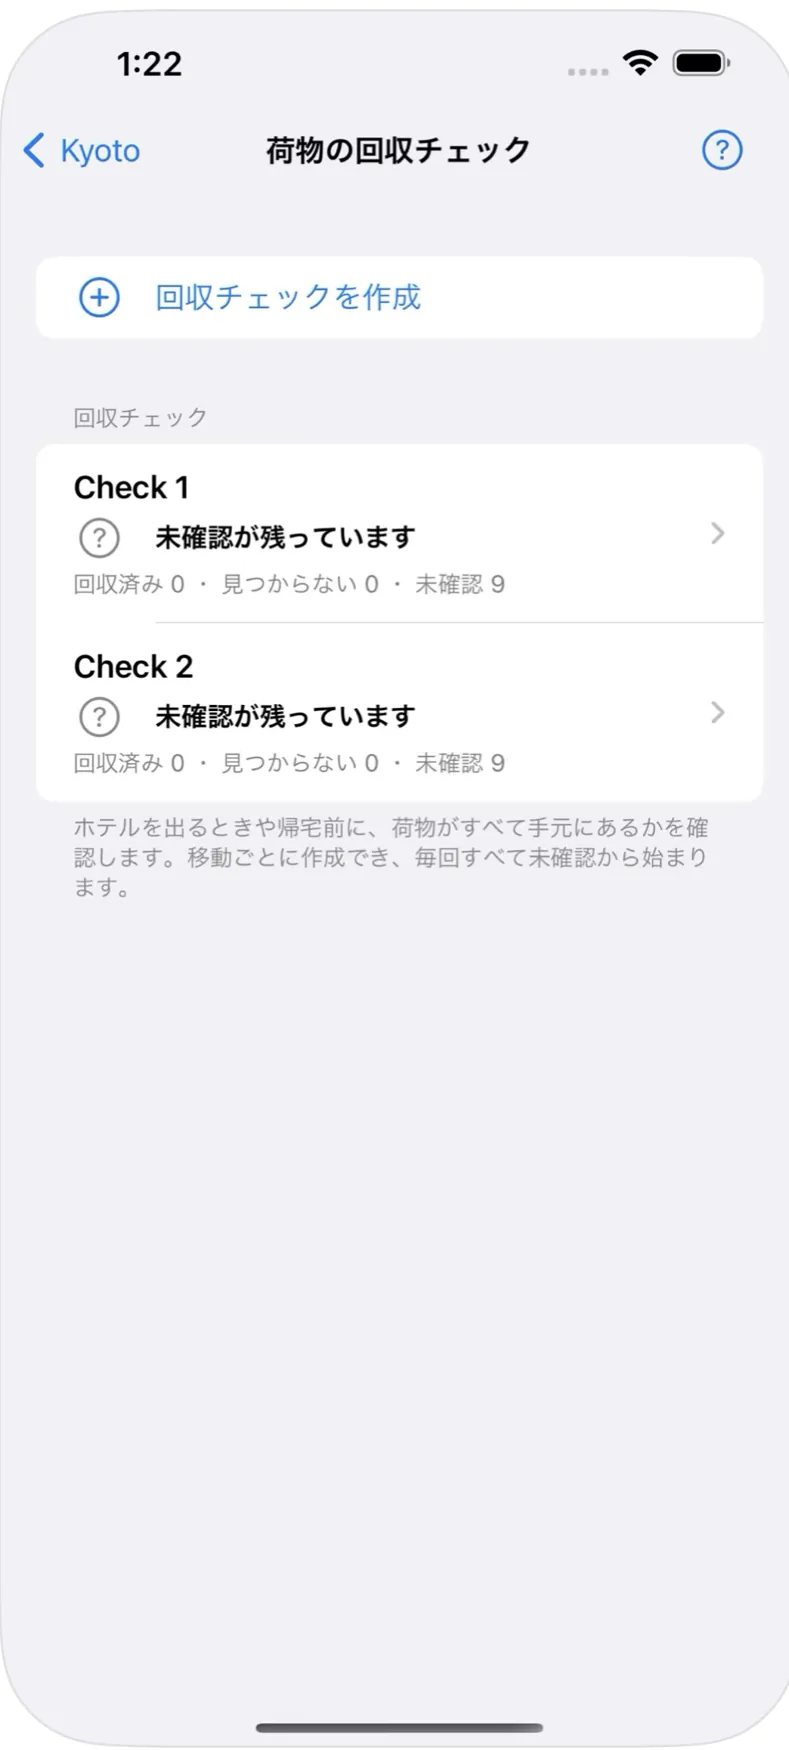 1:22
Kyoto
荷物の回収チェック
?
回収チェックを作成
回収チェック
Check 1
? 未確認が残っています
回収済み 0 ・ 見つからない 0 ・ 未確認 9
Check 2
? 未確認が残っています
回収済み 0 ・ 見つからない 0 ・ 未確認 9
ホテルを出るときや帰宅前に、荷物がすべて手元にあるかを確
認します。移動ごとに作成でき、毎回すべて未確認から始まり
ます。